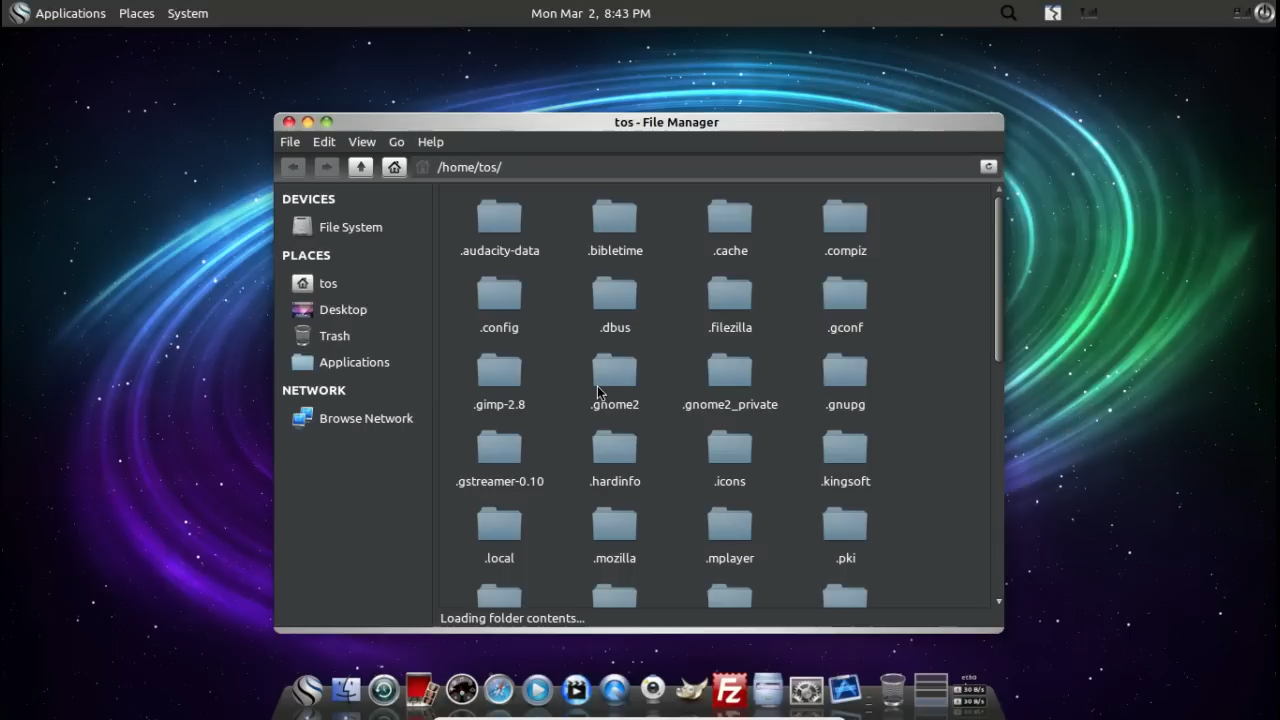 Applications Places System Mon Mar 2, 8:43 PM
tos - File Manager
File Edit View Go Help
/home/tos/
DEVICES
File System
PLACES
tos
Desktop
Trash
Applications
NETWORK
Browse Network
.audacity-data .bibletime .cache .compiz
.config .dbus .filezilla .gconf
.gimp-2.8 .gnome2 .gnome2_private .gnupg
.gstreamer-0.10 .hardinfo .icons .kingsoft
.local .mozilla .mplayer .pki
Loading folder contents...
Fz
30 B/s
30 B/s